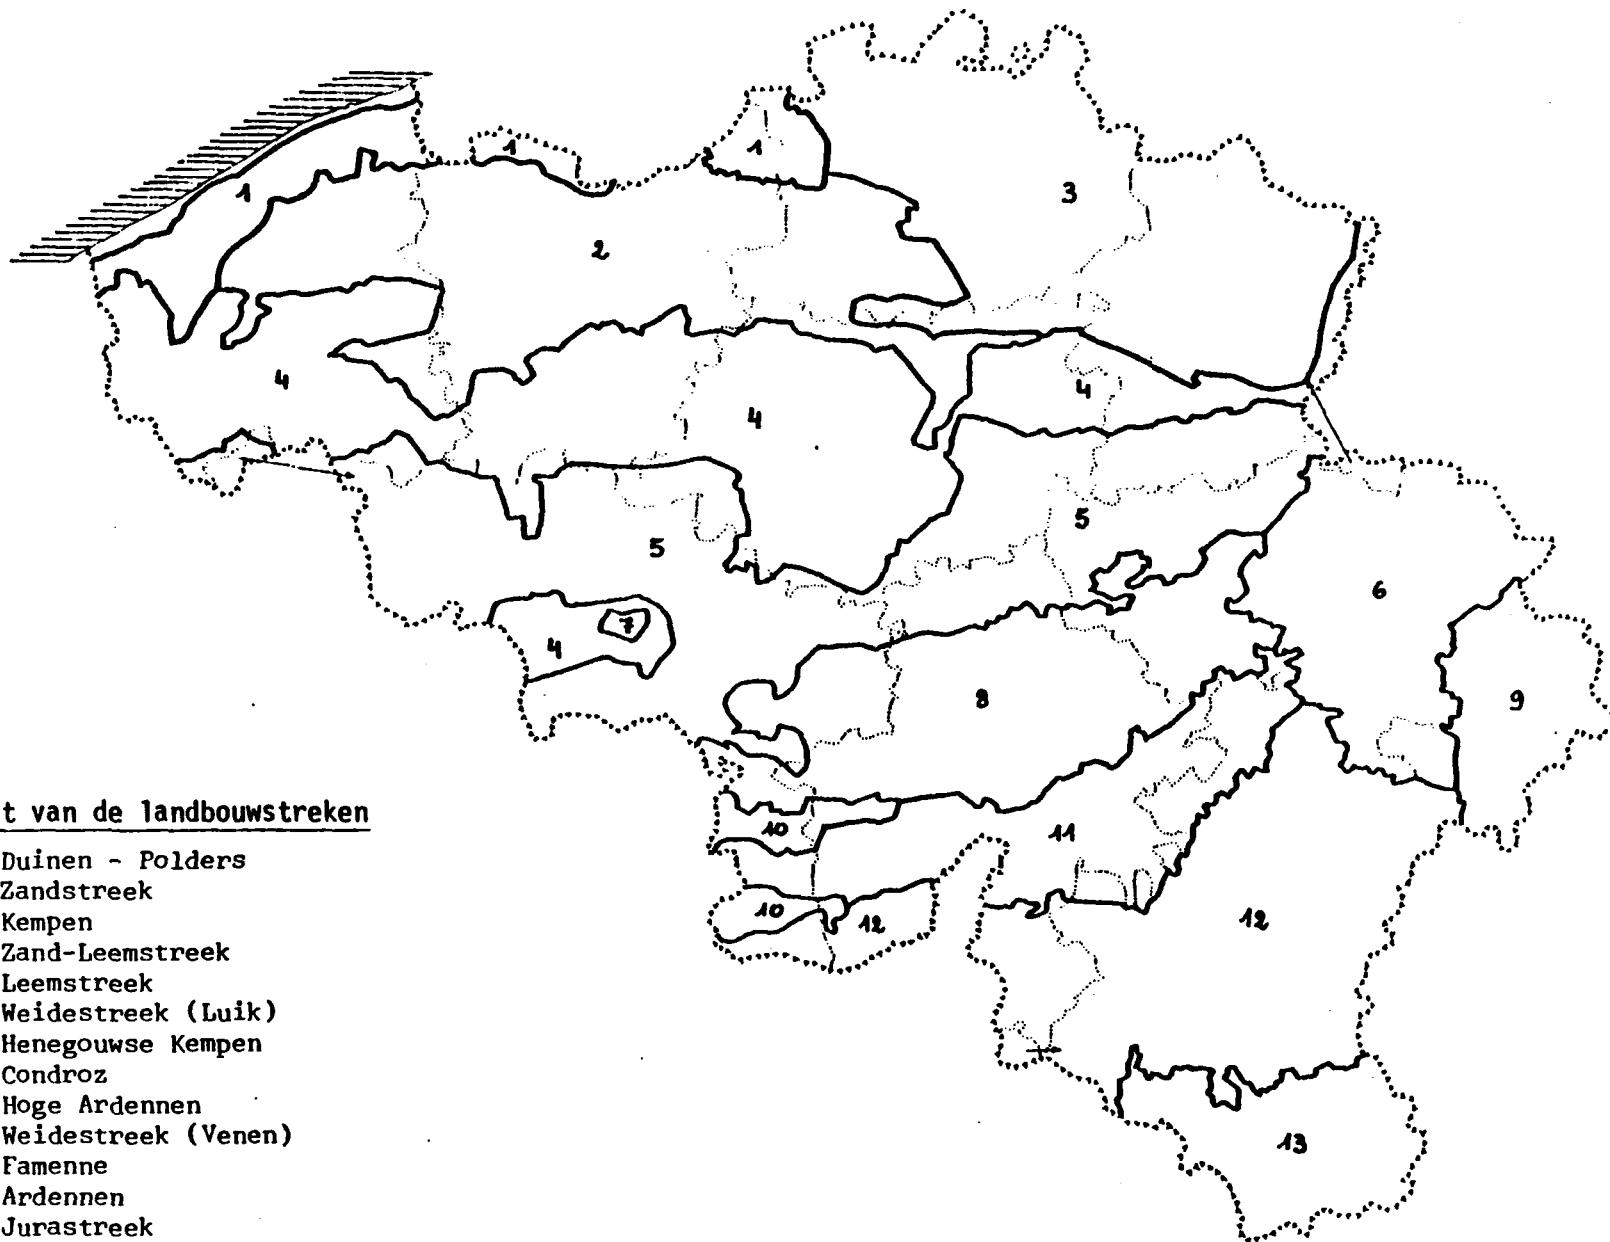 1
1
1
3
2
4
4
4
5
5
6
7
4
8
9
t van de landbouwstreken
10
11
Duinen - Polders
Zandstreek
10
12
12
Kempen
Zand-Leemstreek
Leemstreek
Weidestreek (Luik)
Henegouwse Kempen
Condroz
Hoge Ardennen
Weidestreek (Venen)
13
Famenne
Ardennen
Jurastreek